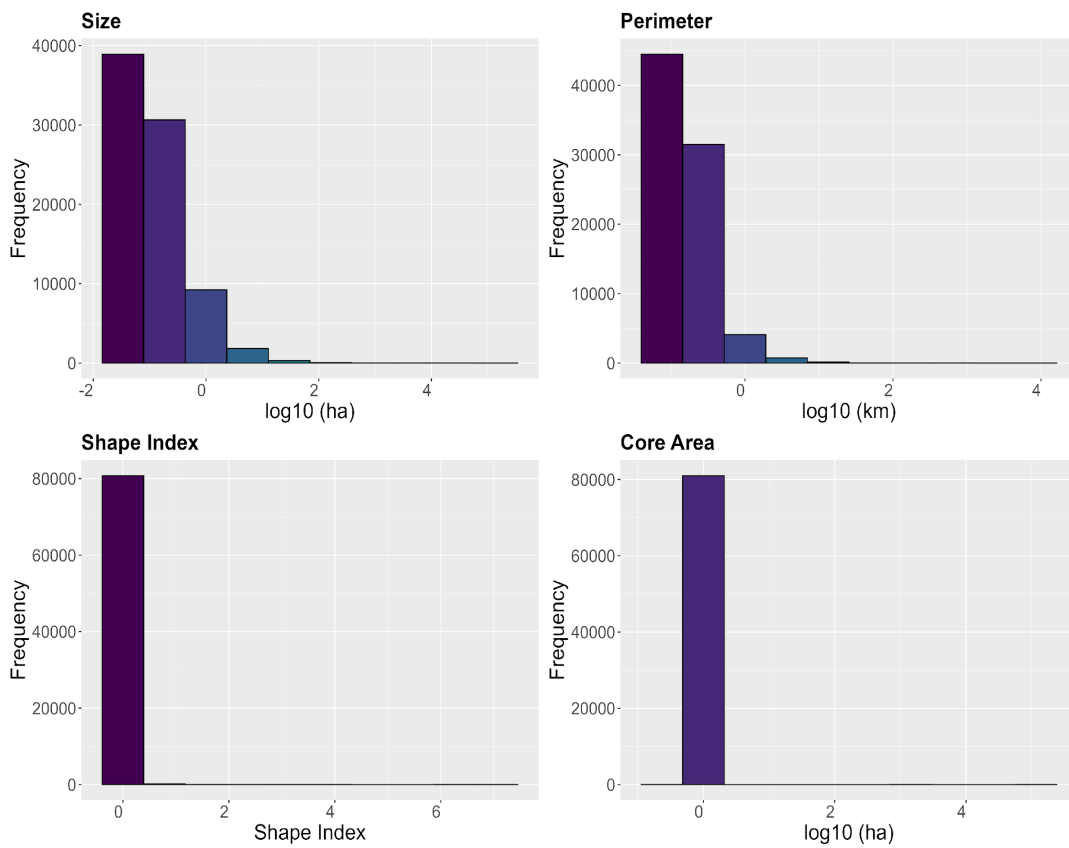 Size
Frequency
40000
30000
20000
10000
0
-2 0 2 4
log10 (ha)
Perimeter
Frequency
40000
30000
20000
10000
0
0 2 4
log10 (km)
Shape Index
Frequency
80000
60000
40000
20000
0
0 2 4 6
Shape Index
Core Area
Frequency
80000
60000
40000
20000
0
0 2 4
log10 (ha)